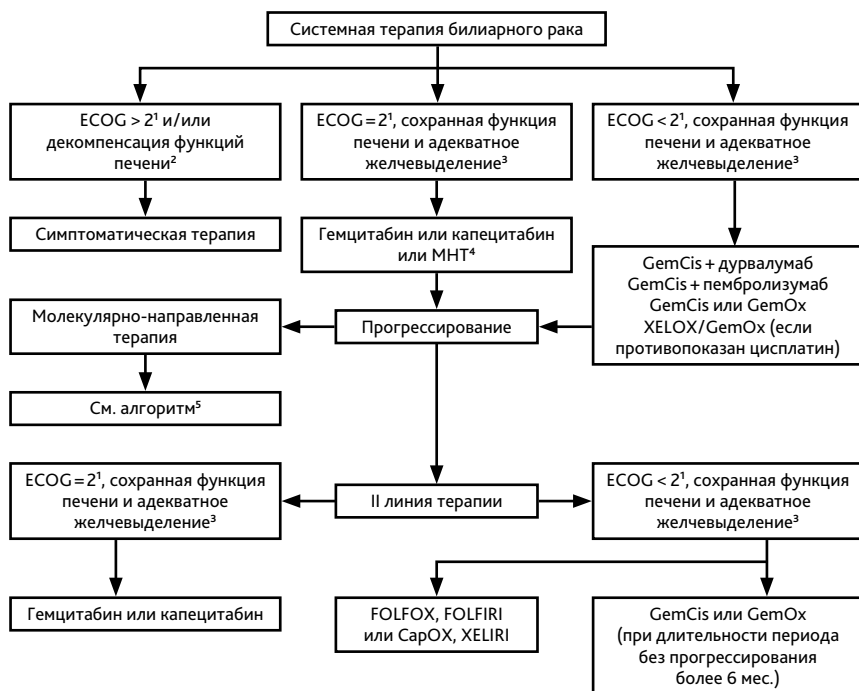 Системная терапия билиарного рака
ECOG > 2¹ и/или
декомпенсация функций
печени²
ECOG = 2¹, сохранная функция
печени и адекватное
желчевыделение³
ECOG < 2¹, сохранная функция
печени и адекватное
желчевыделение³
Симптоматическая терапия
Гемцитабин или капецитабин
или МНТ⁴
GemCis + дурвалумаб
GemCis + пембролизумаб
GemCis или GemOx
XELOX/GemOx (если
противопоказан цисплатин)
Молекулярно-направленная
терапия
Прогрессирование
См. алгоритм⁵
ECOG = 2¹, сохранная функция
печени и адекватное
желчевыделение³
II линия терапии
ECOG < 2¹, сохранная функция
печени и адекватное
желчевыделение³
Гемцитабин или капецитабин
FOLFOX, FOLFIRI
или CapOX, XELIRI
GemCis или GemOx
(при длительности периода
без прогрессирования
более 6 мес.)